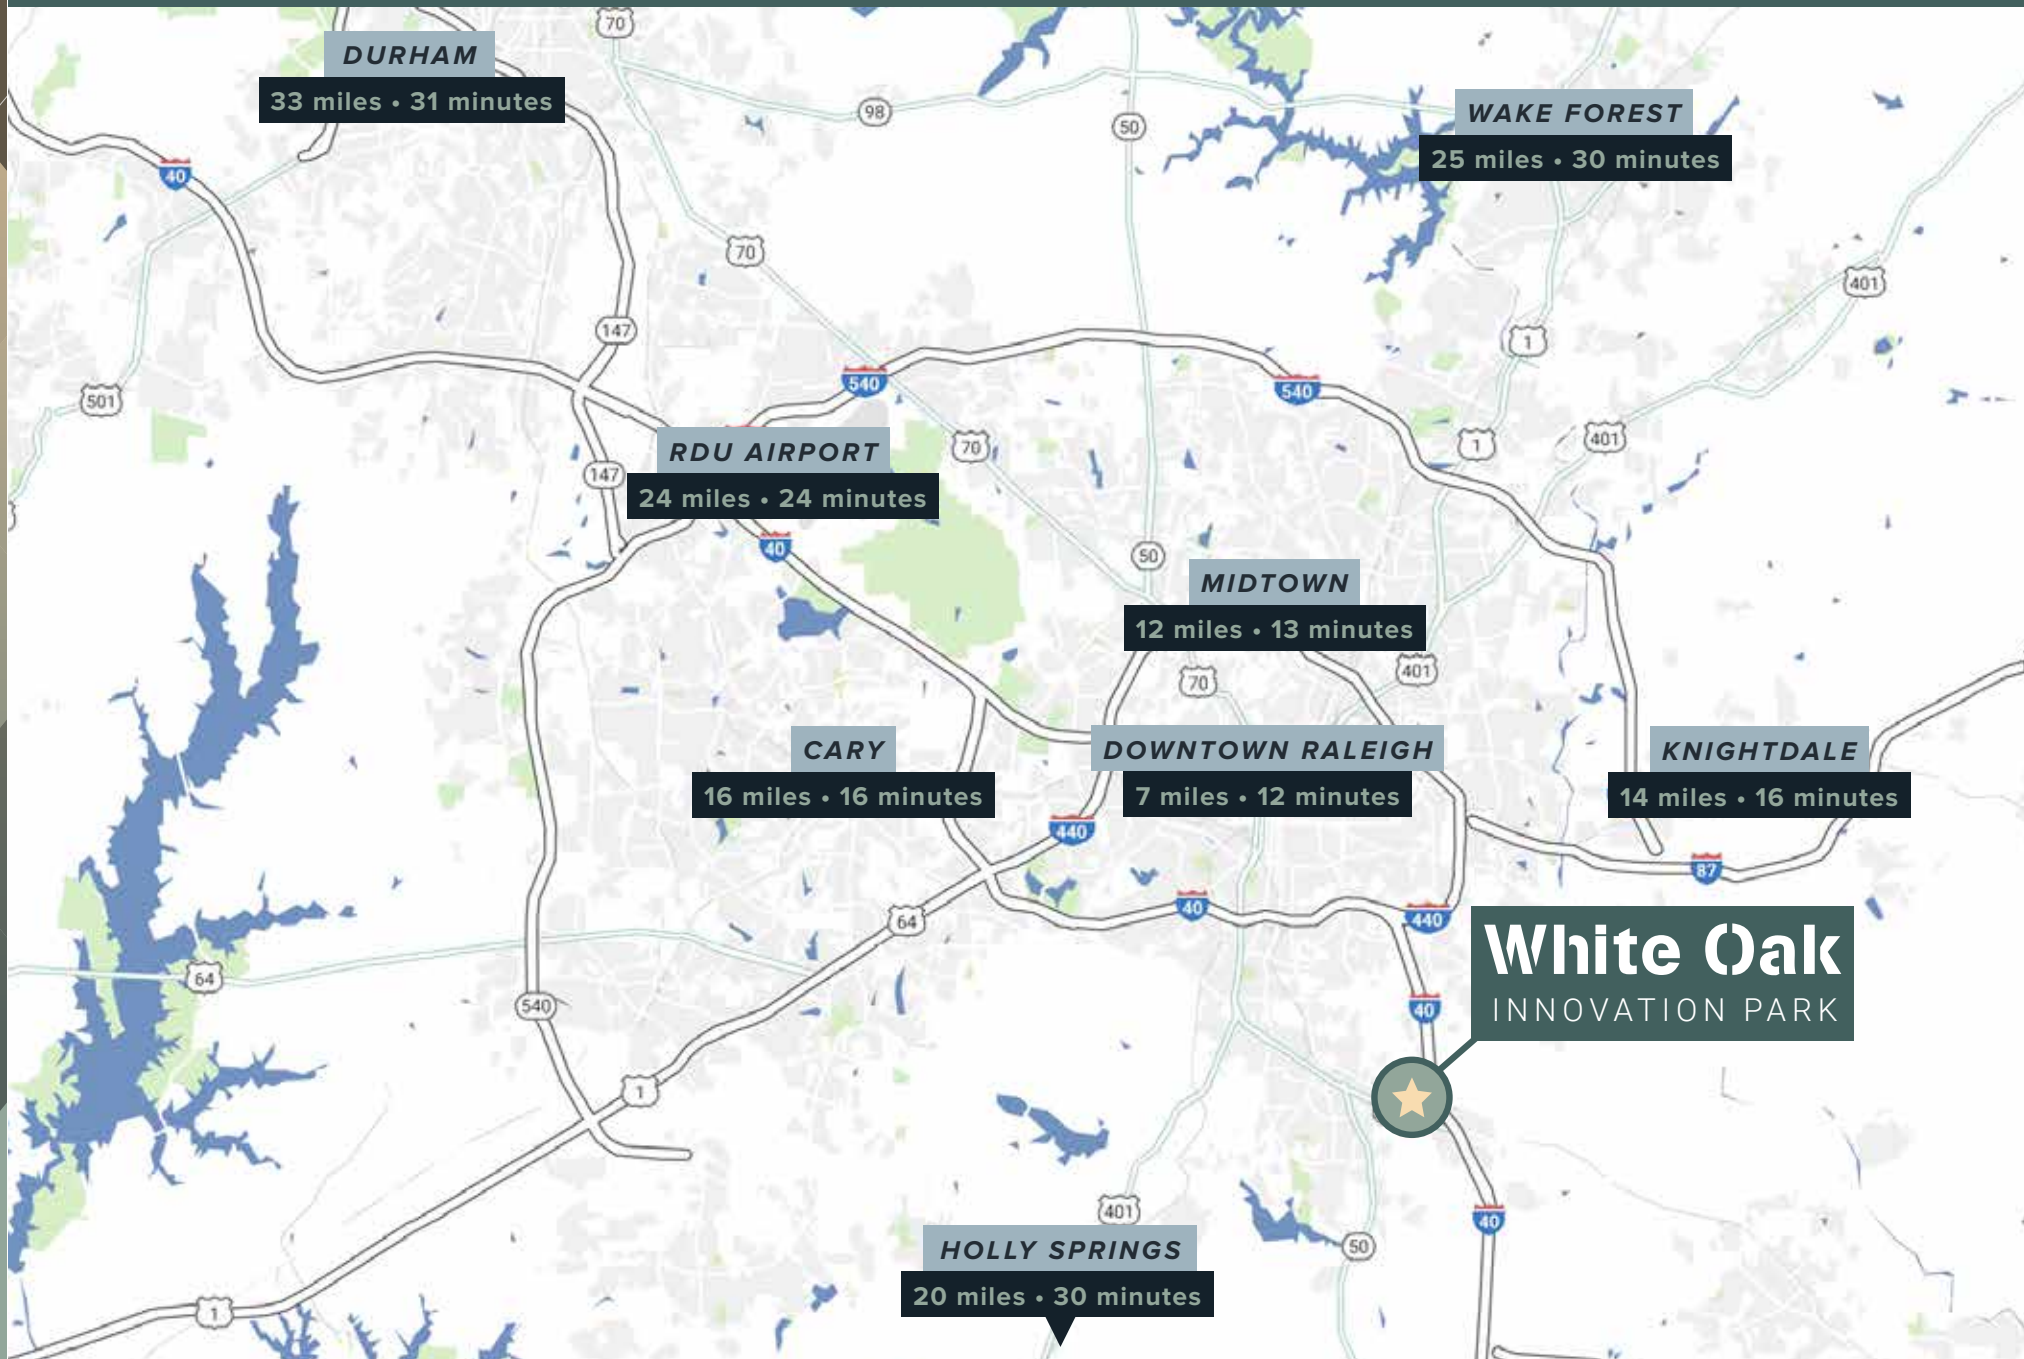 70
DURHAM
33 miles • 31 minutes
98
50
WAKE FOREST
25 miles • 30 minutes
40
70
401
147
1
540
540
501
70
1
401
RDU AIRPORT
24 miles • 24 minutes
147
40
50
MIDTOWN
12 miles • 13 minutes
70
401
CARY
16 miles • 16 minutes
DOWNTOWN RALEIGH
7 miles • 12 minutes
KNIGHTDALE
14 miles • 16 minutes
440
87
40
64
440
White Oak
INNOVATION PARK
64
540
40
1
401
40
50
HOLLY SPRINGS
20 miles • 30 minutes
1